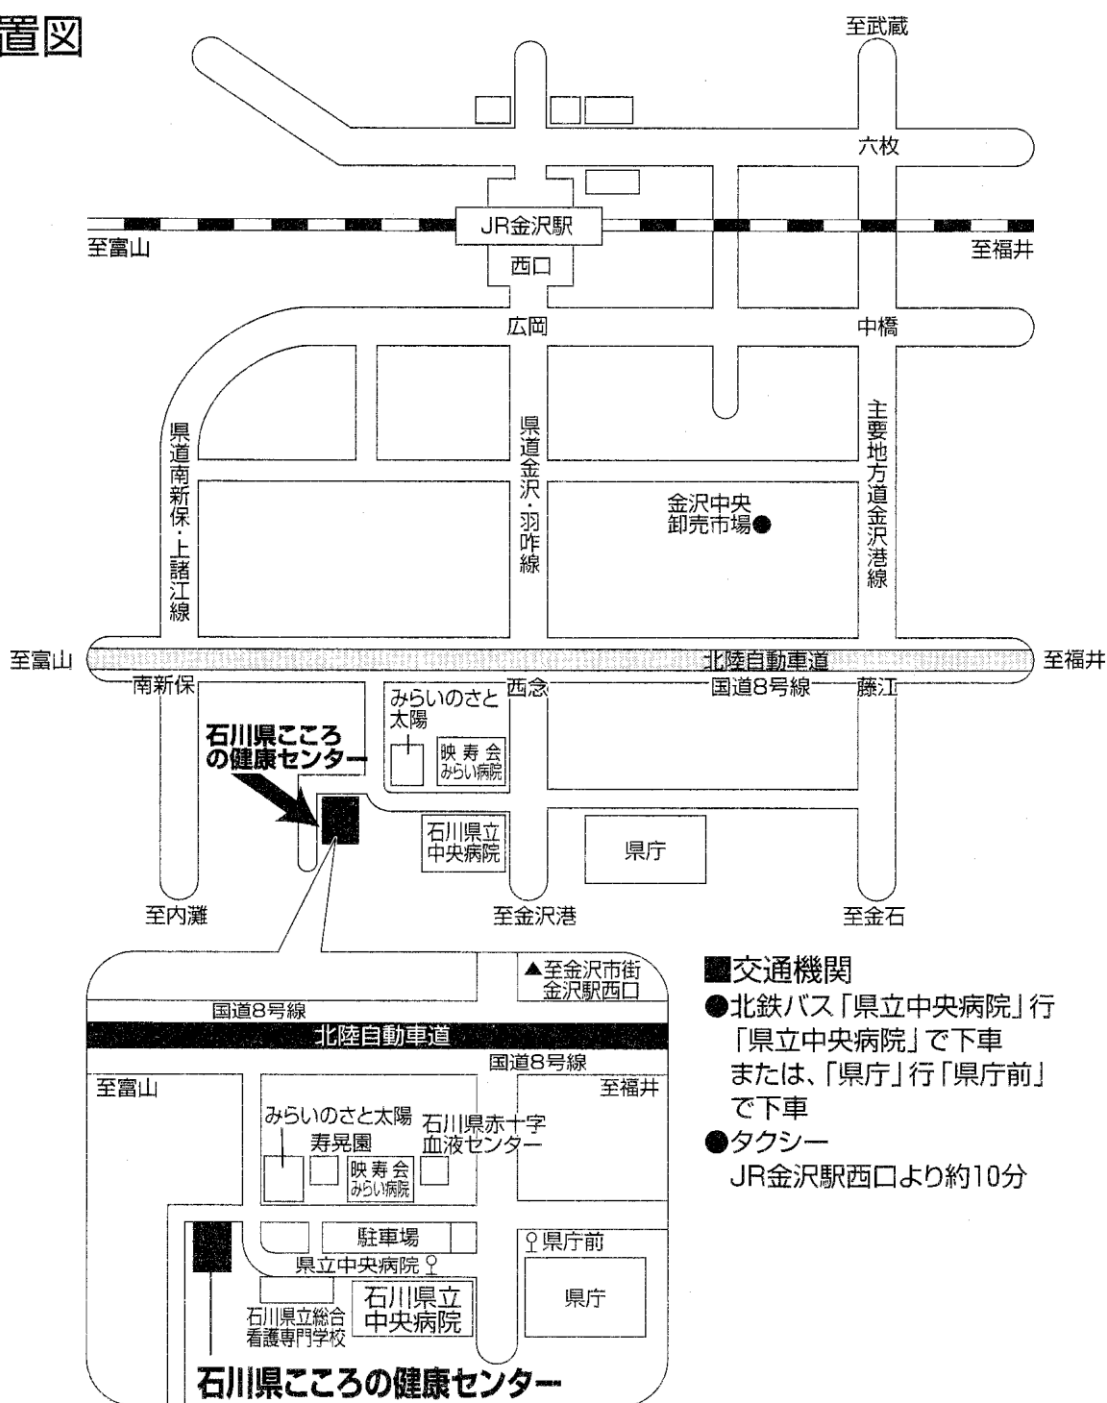 置図
至武蔵
六枚
JR金沢駅
至富山
至福井
西口
広岡
中橋
県道南新保・上諸江線
県道金沢・羽咋線
主要地方道金沢港線
金沢中央
卸売市場●
至富山
北陸自動車道
至福井
南新保
西念
国道8号線
藤江
みらいのさと
太陽
石川県こころ
の健康センター
映寿会
みらい病院
石川県立
中央病院
県庁
至内灘
至金沢港
至金石
▲至金沢市街
金沢駅西口
国道8号線
北陸自動車道
国道8号線
至富山
至福井
みらいのさと太陽
寿晃園
石川県赤十字
血液センター
映寿会
みらい病院
駐車場
県庁前
県立中央病院
石川県立総合
看護専門学校
石川県立
中央病院
県庁
石川県こころの健康センター
■交通機関
●北鉄バス「県立中央病院」行
「県立中央病院」で下車
または、「県庁」行「県庁前」
で下車
●タクシー
JR金沢駅西口より約10分